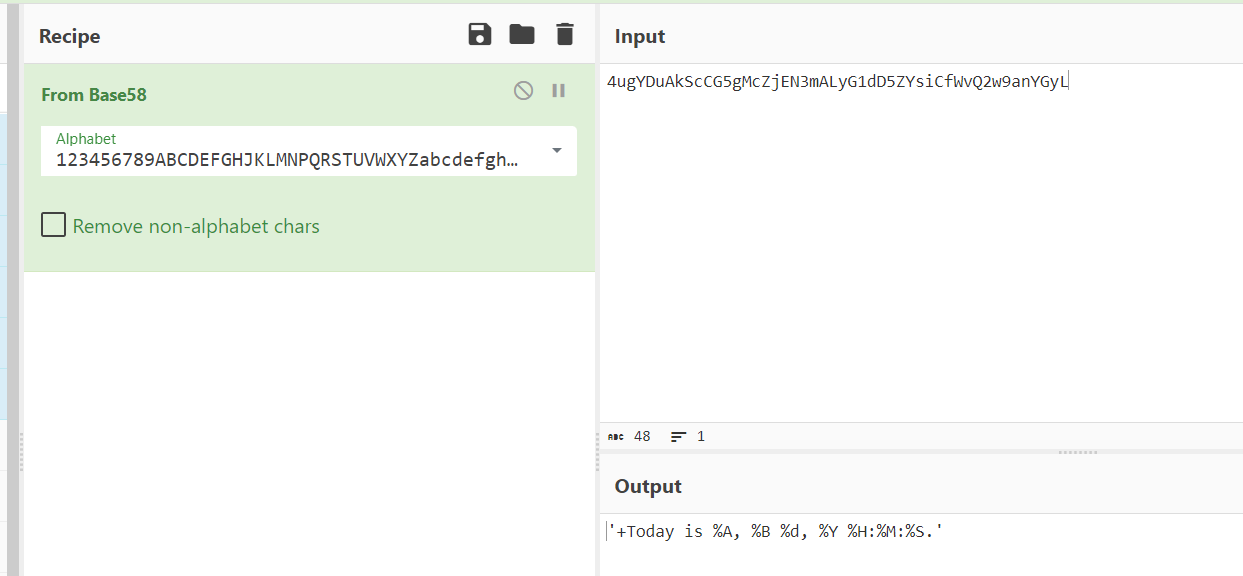 Recipe
From Base58
Alphabet
123456789ABCDEFGHJKLMNPQRSTUVWXYZabcdefgh…
Remove non-alphabet chars
Input
4ugYDuAkScCG5gMcZjEN3mALyG1dD5ZYsiCfWvQ2w9anYGyL
ABC 48 1
Output
'+Today is %A, %B %d, %Y %H:%M:%S.'